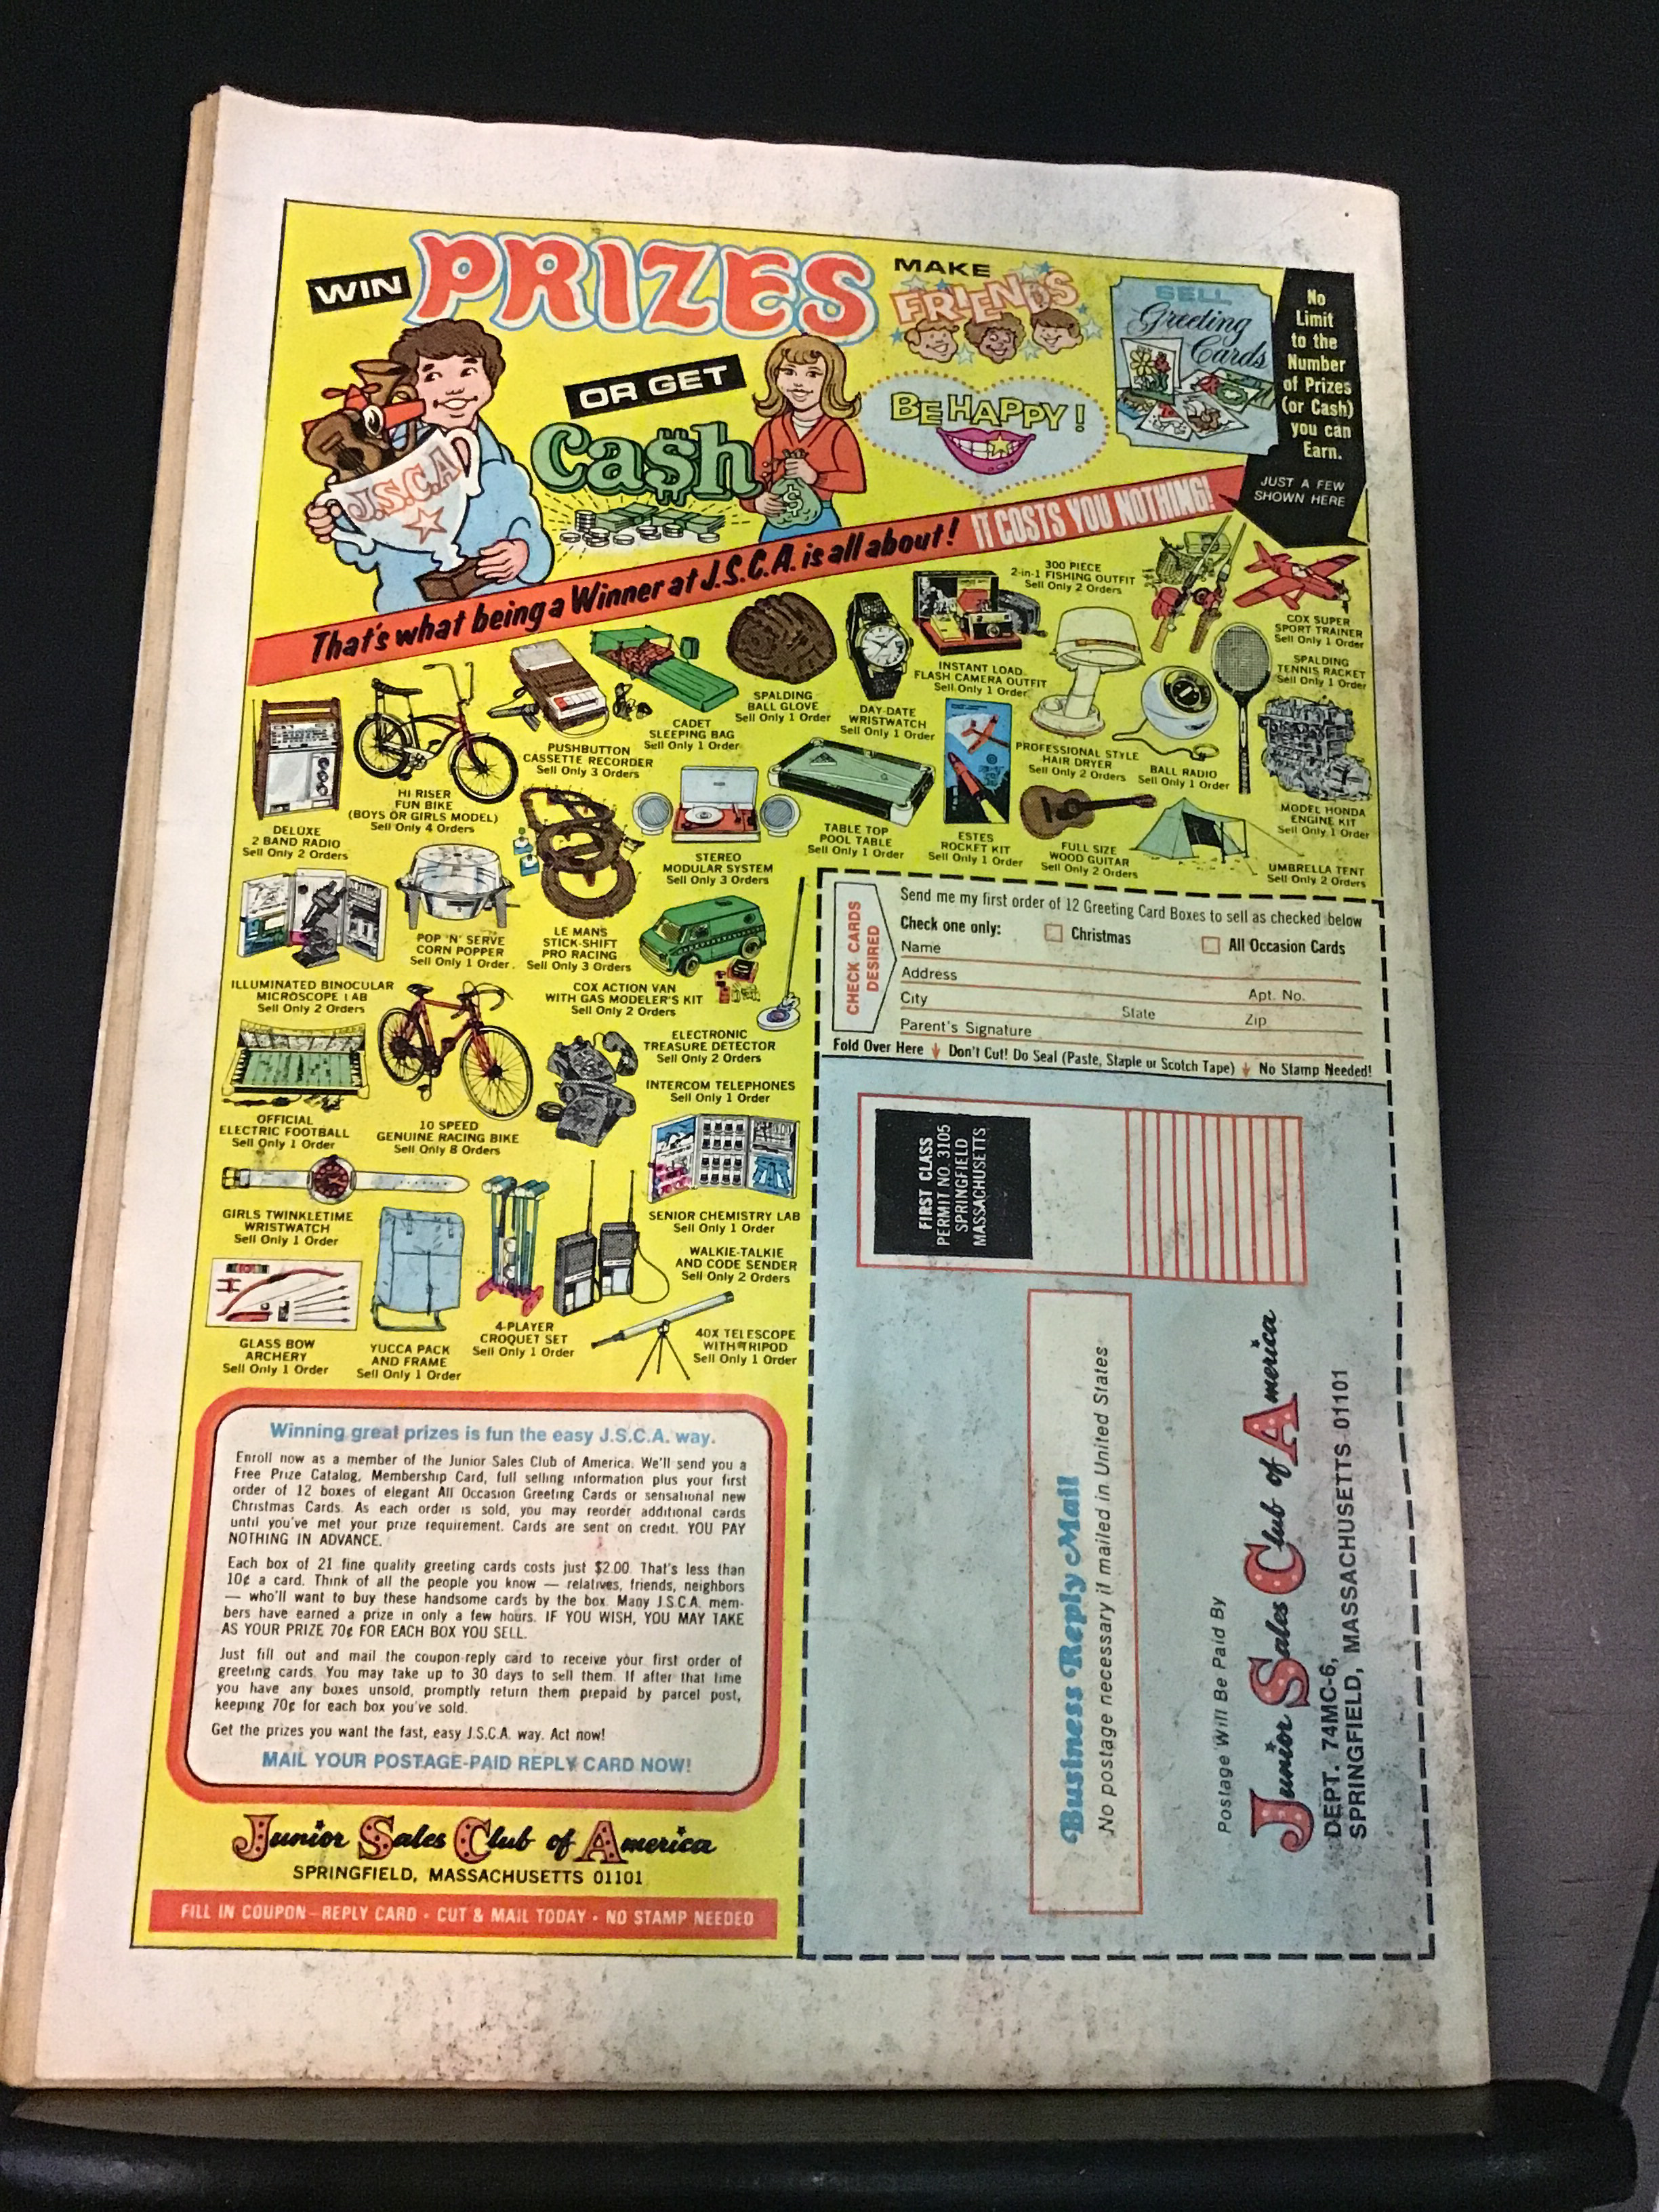 WIN PRIZES
OR GET
Ca$h
MAKE
FRIENDS
BE HAPPY!
SELL
Greeting
Cards
No
Limit
to the
Number
of Prizes
(or Cash)
you can
Earn.
JUST A FEW
SHOWN HERE
J.S.C.A
$
That's what being a Winner at J.S.C.A. is all about! IT COSTS YOU NOTHING!
300 PIECE
2-in-1 FISHING OUTFIT
Sell Only 2 Orders
COX SUPER
SPORT TRAINER
Sell Only 1 Order
SPALDING
TENNIS RACKET
Sell Only 1 Order
INSTANT LOAD
FLASH CAMERA OUTFIT
Sell Only 1 Order
SPALDING
BALL GLOVE
Sell Only 1 Order
DAY-DATE
WRISTWATCH
Sell Only 1 Order
CADET
SLEEPING BAG
Sell Only 1 Order
PUSHBUTTON
CASSETTE RECORDER
Sell Only 3 Orders
PROFESSIONAL STYLE
HAIR DRYER
Sell Only 2 Orders
BALL RADIO
Sell Only 1 Order
MODEL HONDA
ENGINE KIT
Sell Only 1 Order
HI RISER
FUN BIKE
(BOYS OR GIRLS MODEL)
Sell Only 4 Orders
DELUXE
2 BAND RADIO
Sell Only 2 Orders
STEREO
MODULAR SYSTEM
Sell Only 3 Orders
TABLE TOP
POOL TABLE
Sell Only 1 Order
ESTES
ROCKET KIT
Sell Only 1 Order
FULL SIZE
WOOD GUITAR
Sell Only 2 Orders
UMBRELLA TENT
Sell Only 2 Orders
POP 'N' SERVE
CORN POPPER
Sell Only 1 Order
LE MANS
STICK-SHIFT
PRO RACING
Sell Only 3 Orders
ILLUMINATED BINOCULAR
MICROSCOPE LAB
Sell Only 2 Orders
COX ACTION VAN
WITH GAS MODELER'S KIT
Sell Only 2 Orders
ELECTRONIC
TREASURE DETECTOR
Sell Only 2 Orders
INTERCOM TELEPHONES
Sell Only 1 Order
OFFICIAL
ELECTRIC FOOTBALL
Sell Only 1 Order
10 SPEED
GENUINE RACING BIKE
Sell Only 8 Orders
GIRLS TWINKLETIME
WRISTWATCH
Sell Only 1 Order
SENIOR CHEMISTRY LAB
Sell Only 1 Order
WALKIE-TALKIE
AND CODE SENDER
Sell Only 2 Orders
GLASS BOW
ARCHERY
Sell Only 1 Order
YUCCA PACK
AND FRAME
Sell Only 1 Order
4-PLAYER
CROQUET SET
Sell Only 1 Order
40X TELESCOPE
WITH TRIPOD
Sell Only 1 Order
Winning great prizes is fun the easy J.S.C.A. way.
Enroll now as a member of the Junior Sales Club of America. We'll send you a
Free Prize Catalog, Membership Card, full selling information plus your first
order of 12 boxes of elegant All Occasion Greeting Cards or sensational new
Christmas Cards. As each order is sold, you may reorder additional cards
until you've met your prize requirement. Cards are sent on credit. YOU PAY
NOTHING IN ADVANCE.
Each box of 21 fine quality greeting cards costs just $2.00. That's less than
10¢ a card. Think of all the people you know — relatives, friends, neighbors
— who'll want to buy these handsome cards by the box. Many J.S.C.A. mem-
bers have earned a prize in only a few hours. IF YOU WISH, YOU MAY TAKE
AS YOUR PRIZE 70¢ FOR EACH BOX YOU SELL.
Just fill out and mail the coupon-reply card to receive your first order of
greeting cards. You may take up to 30 days to sell them. If after that time
you have any boxes unsold, promptly return them prepaid by parcel post,
keeping 70¢ for each box you've sold.
Get the prizes you want the fast, easy J.S.C.A. way. Act now!
MAIL YOUR POSTAGE-PAID REPLY CARD NOW!
Junior Sales Club of America
SPRINGFIELD, MASSACHUSETTS 01101
FILL IN COUPON-REPLY CARD - CUT & MAIL TODAY - NO STAMP NEEDED
CHECK CARDS
DESIRED
Send me my first order of 12 Greeting Card Boxes to sell as checked below
Check one only: Christmas All Occasion Cards
Name
Address
City Apt. No.
State Zip
Parent's Signature
Fold Over Here Don't Cut! Do Seal (Paste, Staple or Scotch Tape) No Stamp Needed!
FIRST CLASS
PERMIT NO. 3105
SPRINGFIELD
MASSACHUSETTS
Business Reply Mail
No postage necessary if mailed in United States
Postage Will Be Paid By
Junior Sales Club of America
DEPT. 74MC-6,
SPRINGFIELD, MASSACHUSETTS 01101